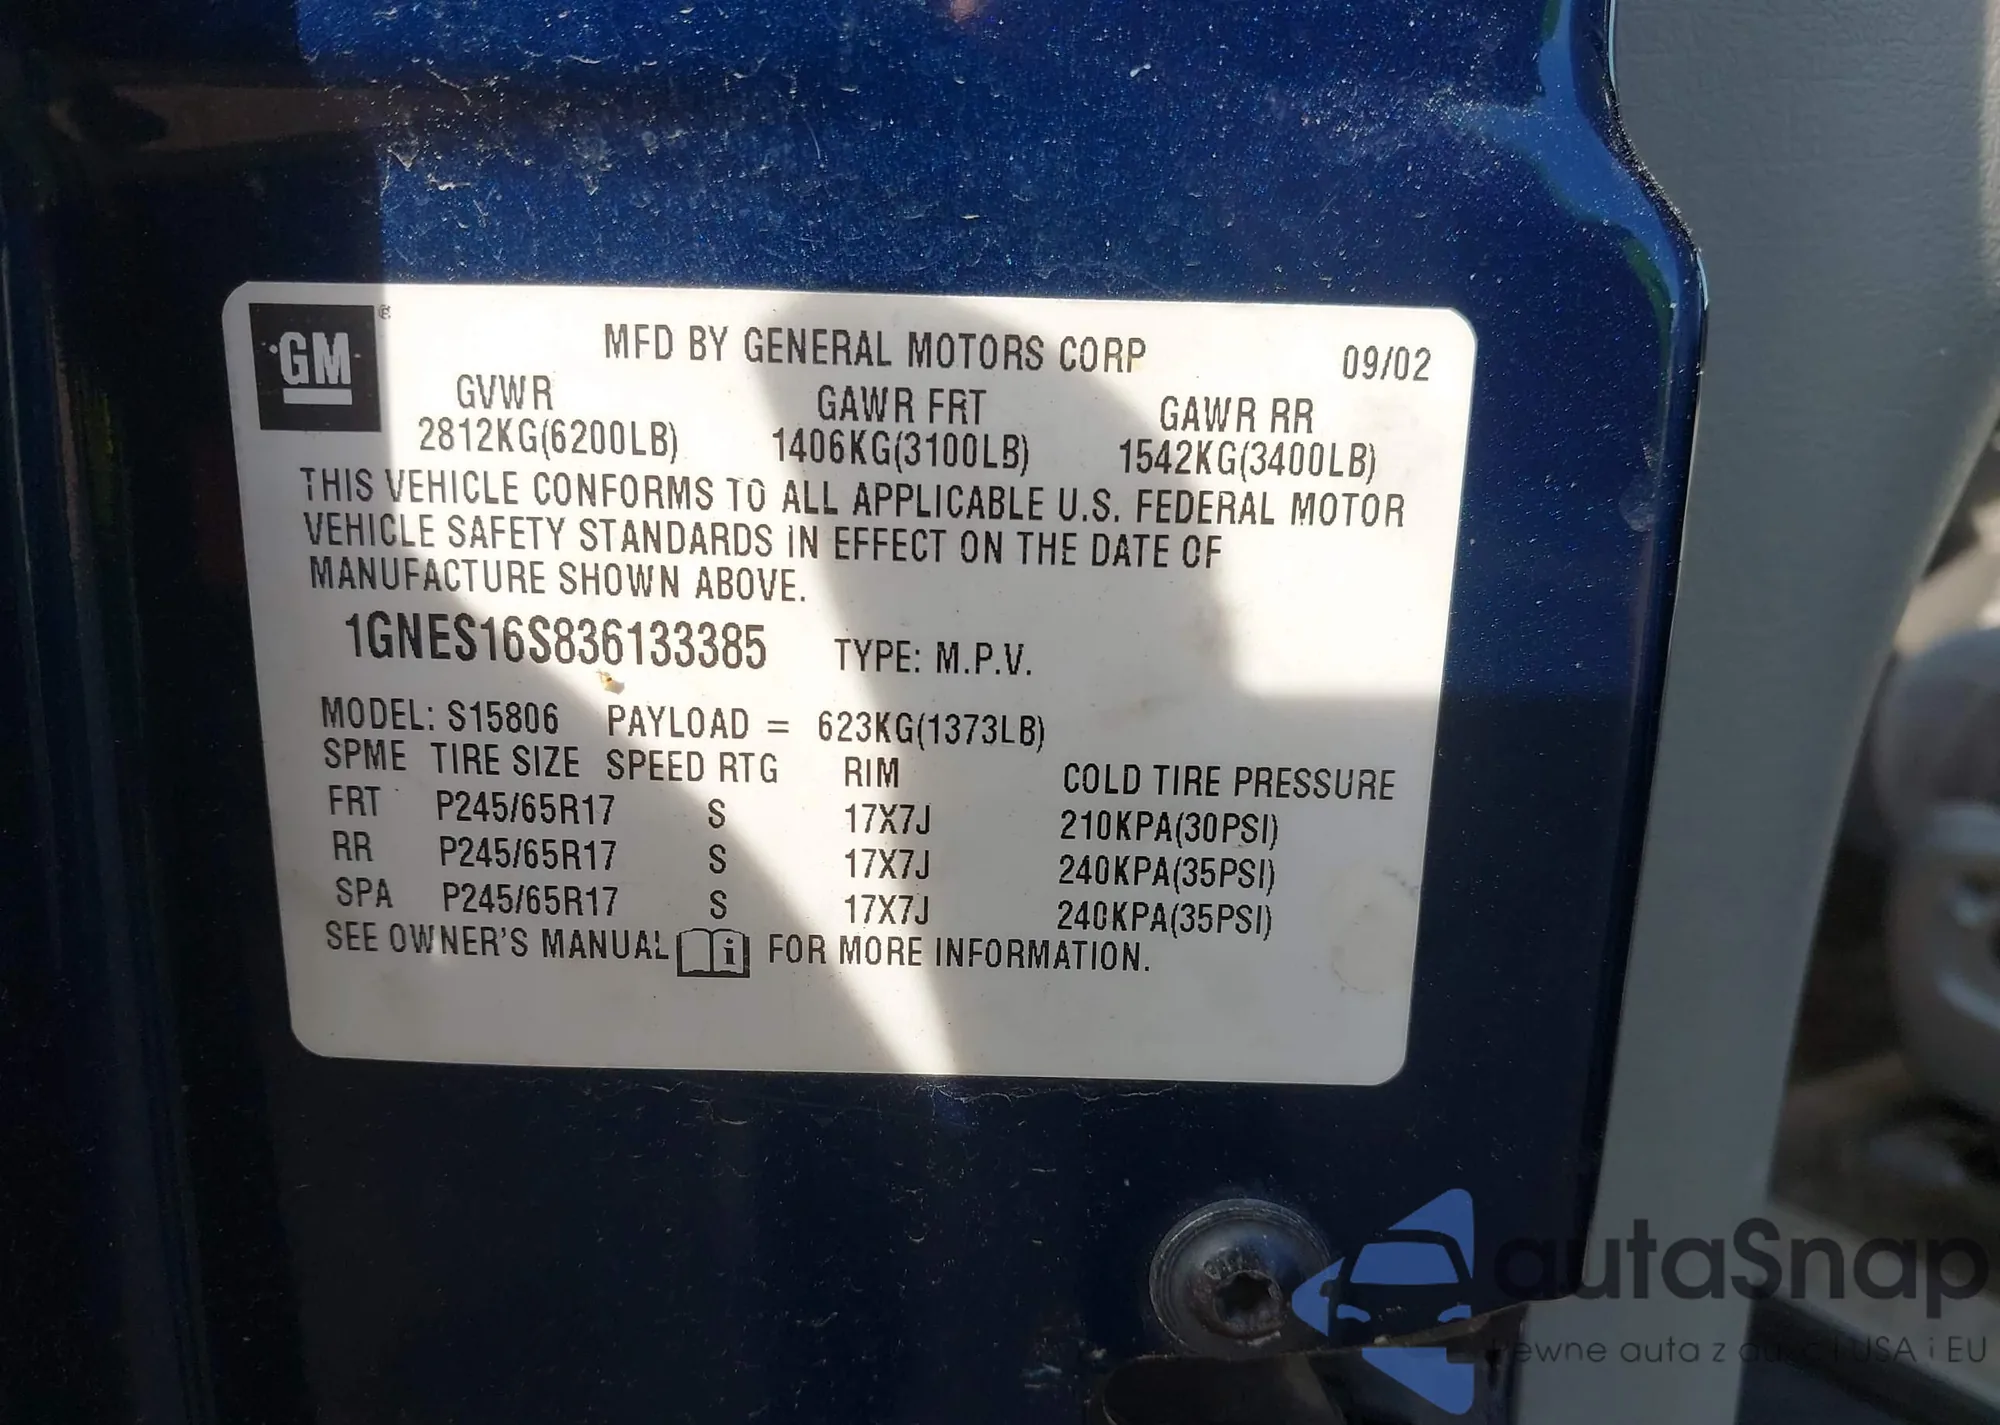 GM
MFD BY GENERAL MOTORS CORP 09/02
GVWR GAWR FRT GAWR RR
2812KG(6200LB) 1406KG(3100LB) 1542KG(3400LB)
THIS VEHICLE CONFORMS TO ALL APPLICABLE U.S. FEDERAL MOTOR
VEHICLE SAFETY STANDARDS IN EFFECT ON THE DATE OF
MANUFACTURE SHOWN ABOVE.
1GNES16S836133385 TYPE: M.P.V.
MODEL: S15806 PAYLOAD = 623KG(1373LB)
SPME TIRE SIZE SPEED RTG RIM COLD TIRE PRESSURE
FRT P245/65R17 S 17X7J 210KPA(30PSI)
RR P245/65R17 S 17X7J 240KPA(35PSI)
SPA P245/65R17 S 17X7J 240KPA(35PSI)
SEE OWNER'S MANUAL i FOR MORE INFORMATION.
autaSnap
auta z USA i EU